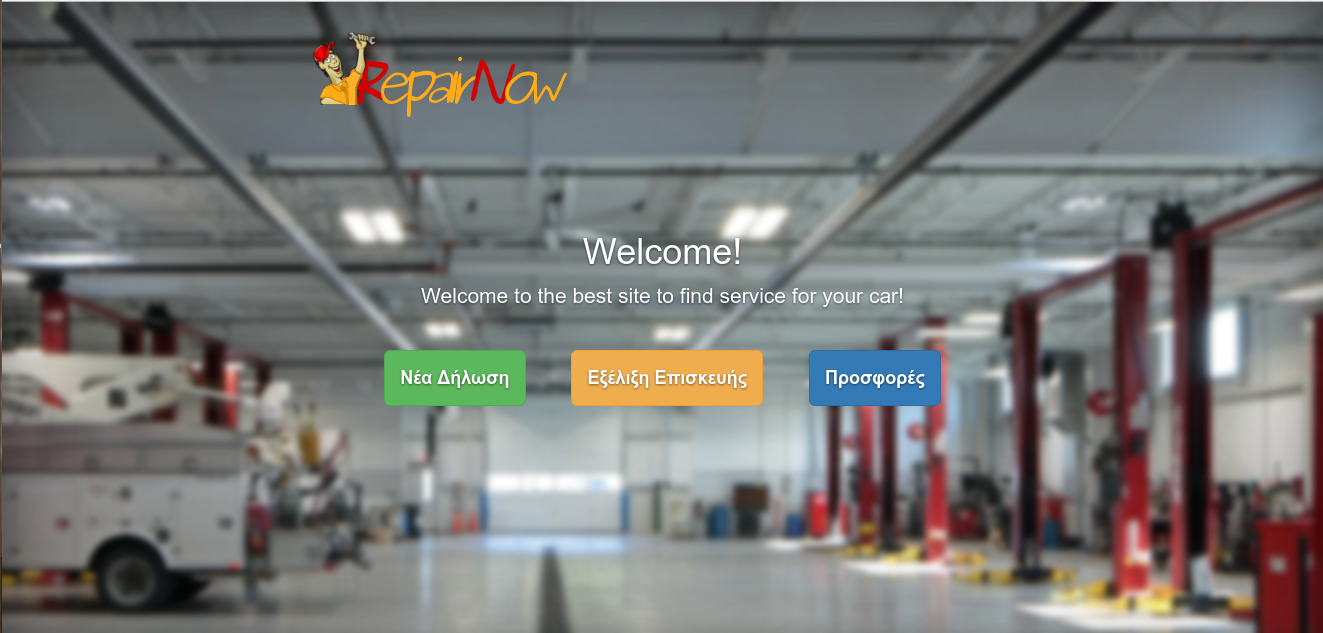 RepairNow
Welcome!
Welcome to the best site to find service for your car!
Νέα Δήλωση
Εξέλιξη Επισκευής
Προσφορές